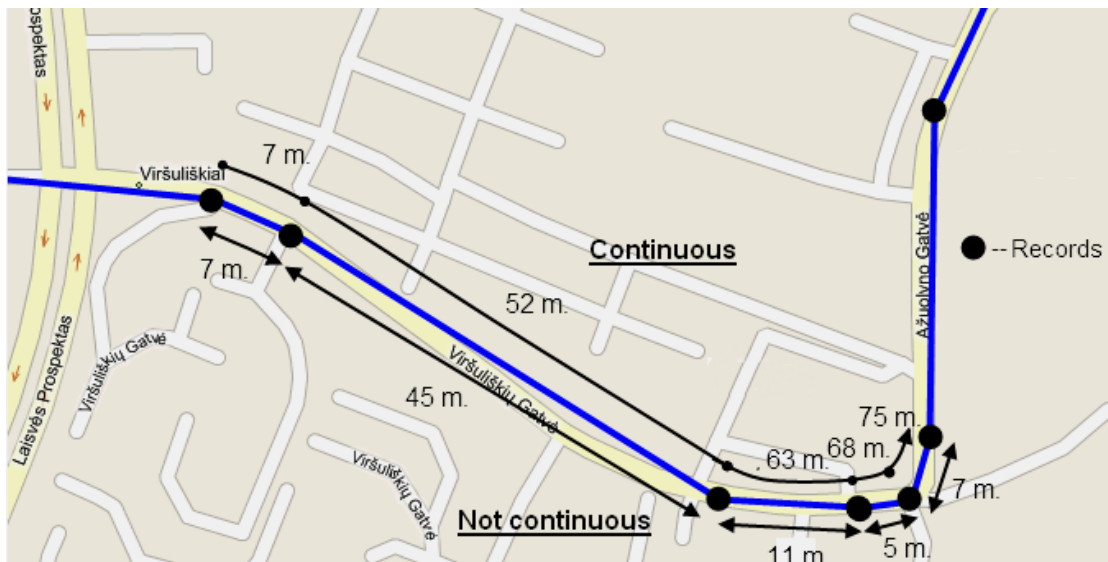 Prospektas
7 m.
Viršuliškiai
Continuous
-- Records
7 m.
52 m.
Ažuolyno Gatvė
Viršuliškių Gatvė
Viršuliškių Gatvė
Laisvės Prospektas
45 m.
75 m.
68 m.
63 m.
Viršuliškių Gatvė
7 m.
Not continuous
11 m.
5 m.